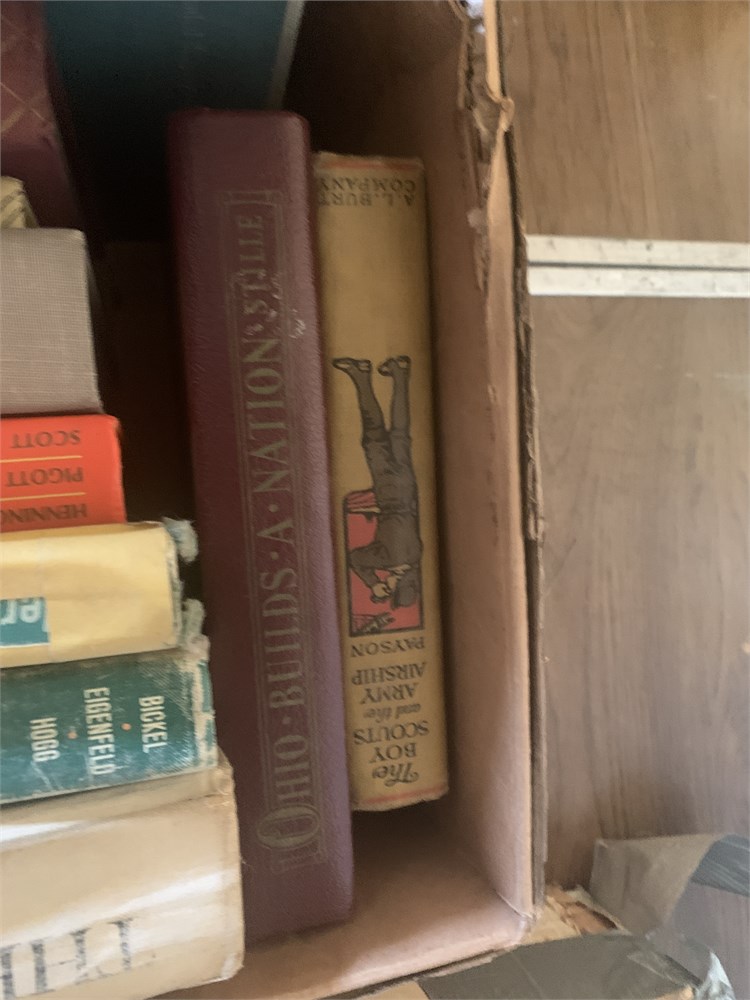 OHIO · BUILDS · A · NATION · STILLE
The
BOY
SCOUTS
and the
ARMY
AIRSHIP
PAYSON
A. L. BURT
COMPANY
SCOTT
PIGOTT
er
BICKEL
EIGENFELD
HOGG